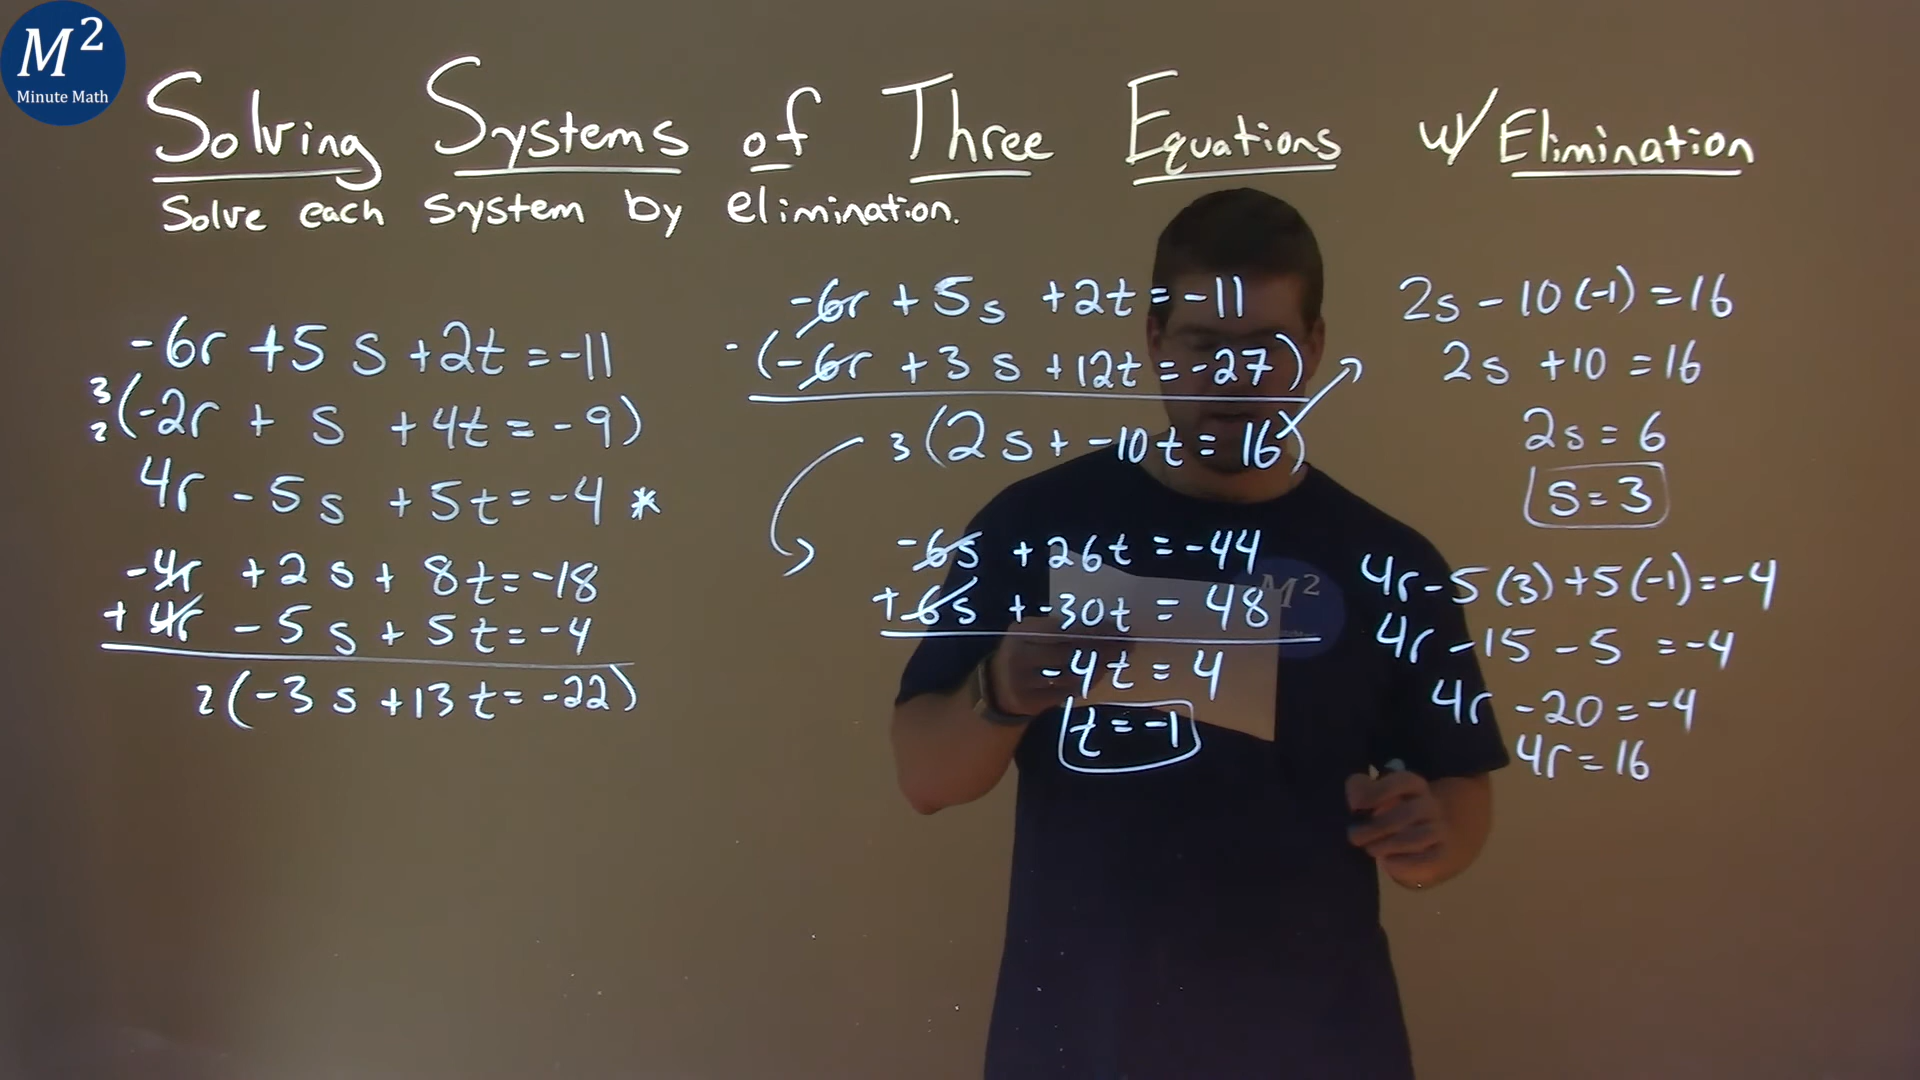 M²
Minute Math
Solving Systems of Three Equations w/ Elimination
Solve each system by elimination.
-6r +5s +2t = -11
3
2 (-2r + s +4t = -9)
4r -5s +5t = -4 *
-4r +2s + 8t = -18
+ 4r -5s + 5t = -4
2(-3s +13t = -22)
-6r + 5s +2t = -11
-(-6r + 3s +12t = -27)
3(2s + -10t = 16)
-6s +26t = -44
+ 6s + -30t = 48
-4t = 4
t = -1
2s - 10(-1) = 16
2s +10 = 16
2s = 6
s = 3
4r - 5(3) + 5(-1) = -4
4r -15 - 5 = -4
4r -20 = -4
4r = 16
M²